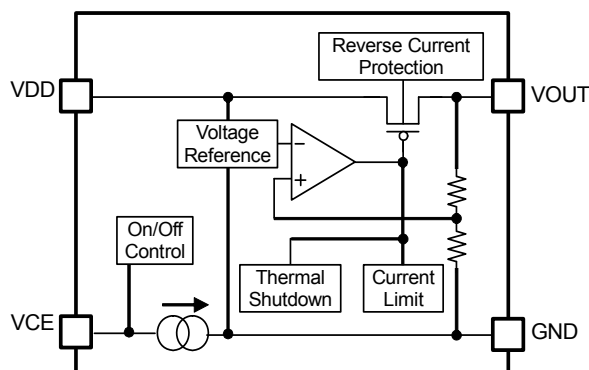 Reverse Current
Protection
VDD
VOUT
Voltage
Reference
−
+
On/Off
Control
Thermal
Shutdown
Current
Limit
VCE
GND